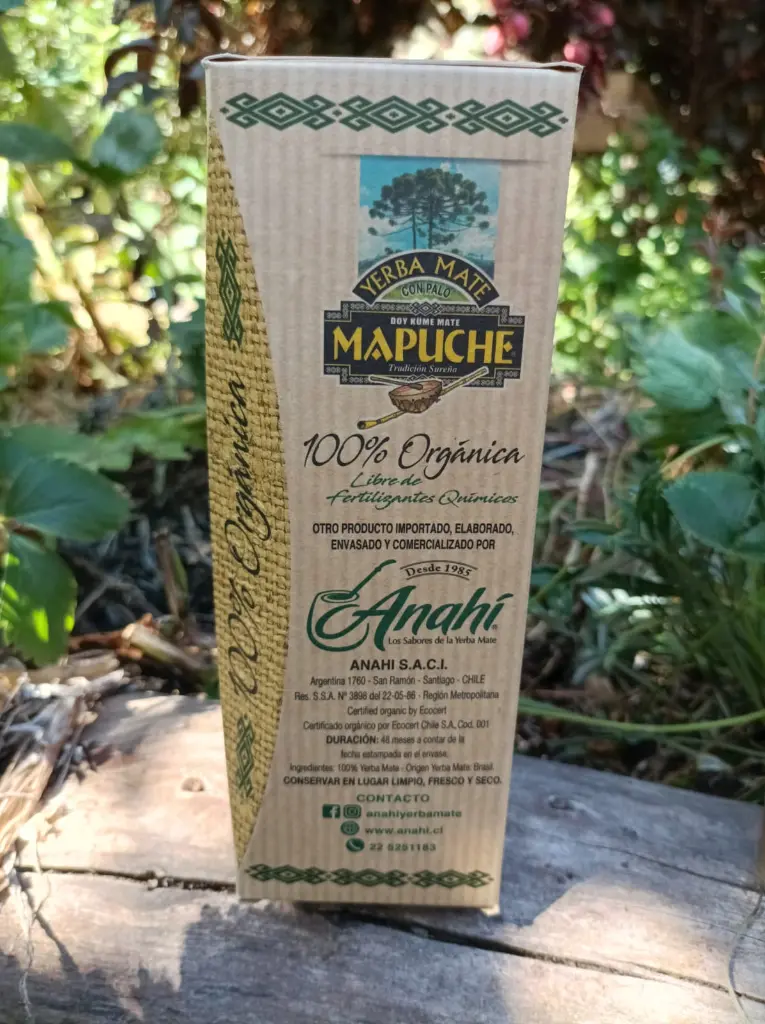 YERBA MATE
CON PALO
DOY KÜME MATE
MAPUCHE
Tradición Sureña
100% Orgánica
Libre de
Fertilizantes Químicos
OTRO PRODUCTO IMPORTADO, ELABORADO,
ENVASADO Y COMERCIALIZADO POR
Desde 1985
Anahí
Los Sabores de la Yerba Mate
ANAHI S.A.C.I.
Argentina 1760 - San Ramón - Santiago - CHILE
Res. S.S.A. Nº 3898 del 22-05-86 - Región Metropolitana
Certified organic by Ecocert
Certificado orgánico por Ecocert Chile S.A, Cod. 001
DURACIÓN: 48 meses a contar de la
fecha estampada en el envase.
Ingredientes: 100% Yerba Mate - Origen Yerba Mate: Brasil.
CONSERVAR EN LUGAR LIMPIO, FRESCO Y SECO.
CONTACTO
anahiyerbamate
www.anahi.cl
22 5251183
100% Orgánica